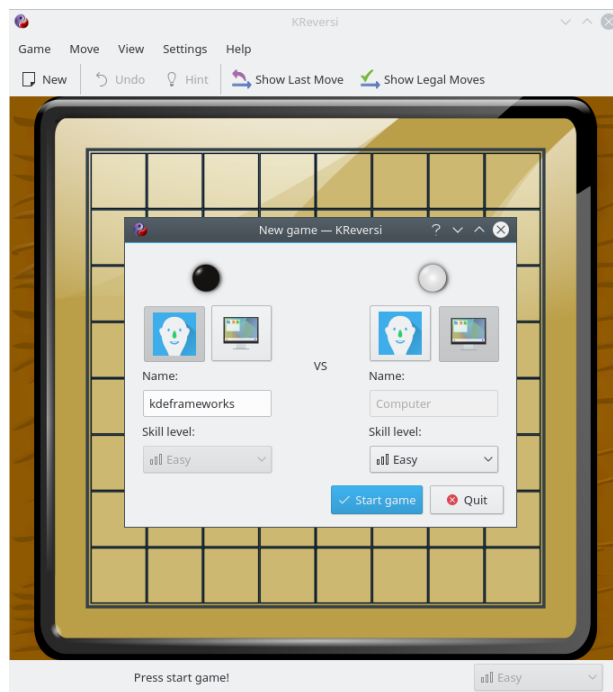 KReversi
Game Move View Settings Help
New Undo Hint Show Last Move Show Legal Moves
New game — KReversi ?
VS
Name: Name:
kdeframeworks Computer
Skill level: Skill level:
Easy Easy
Start game Quit
Press start game! Easy